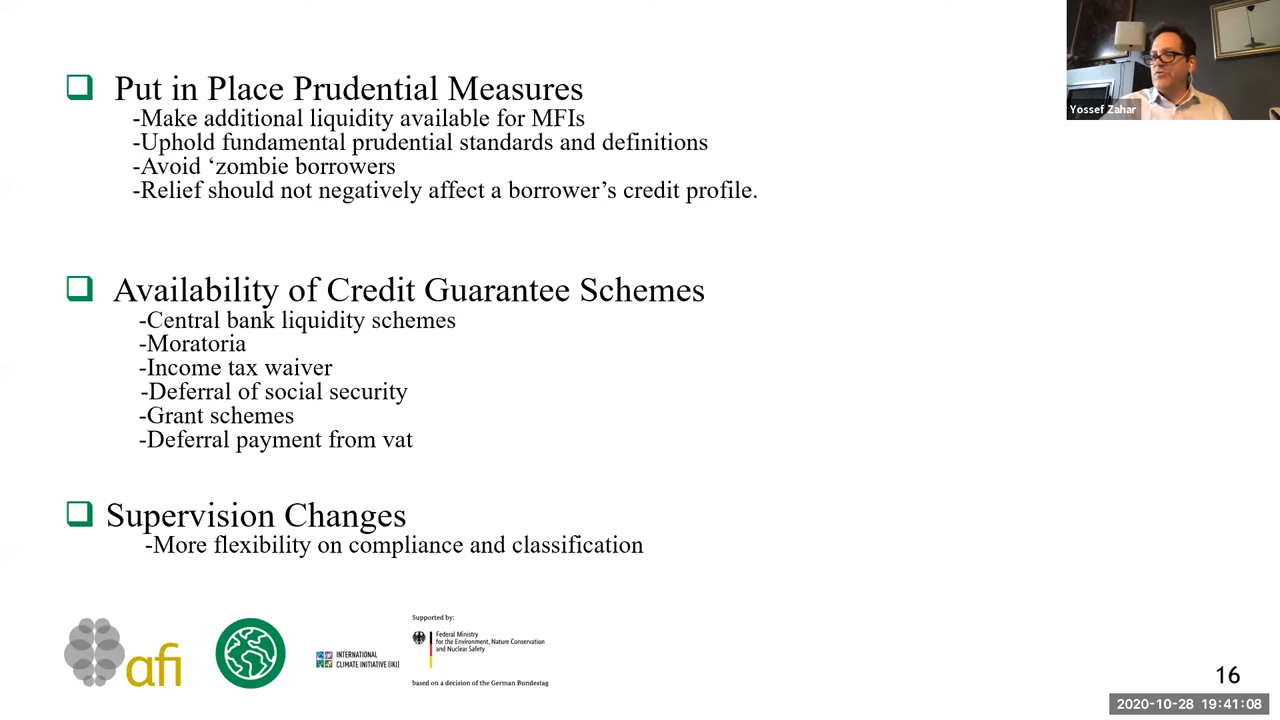 Put in Place Prudential Measures
-Make additional liquidity available for MFIs
-Uphold fundamental prudential standards and definitions
-Avoid ‘zombie borrowers
-Relief should not negatively affect a borrower’s credit profile.
Yossef Zahar
Availability of Credit Guarantee Schemes
-Central bank liquidity schemes
-Moratoria
-Income tax waiver
-Deferral of social security
-Grant schemes
-Deferral payment from vat
Supervision Changes
-More flexibility on compliance and classification
afi
INTERNATIONAL
CLIMATE INITIATIVE (IKI)
Supported by:
Federal Ministry
for the Environment, Nature Conservation
and Nuclear Safety
based on a decision of the German Bundestag
16
2020-10-28 19:41:08